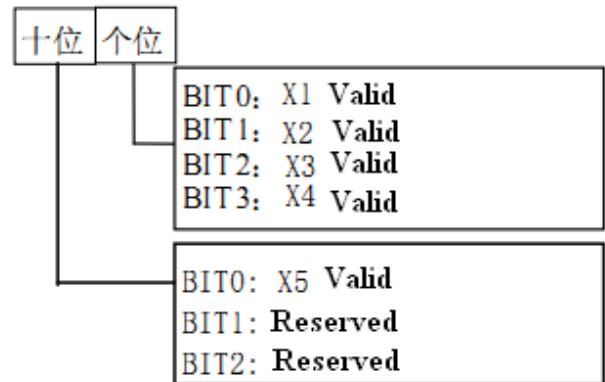 十位 个位
BIT0: X1 Valid
BIT1: X2 Valid
BIT2: X3 Valid
BIT3: X4 Valid
BIT0: X5 Valid
BIT1: Reserved
BIT2: Reserved